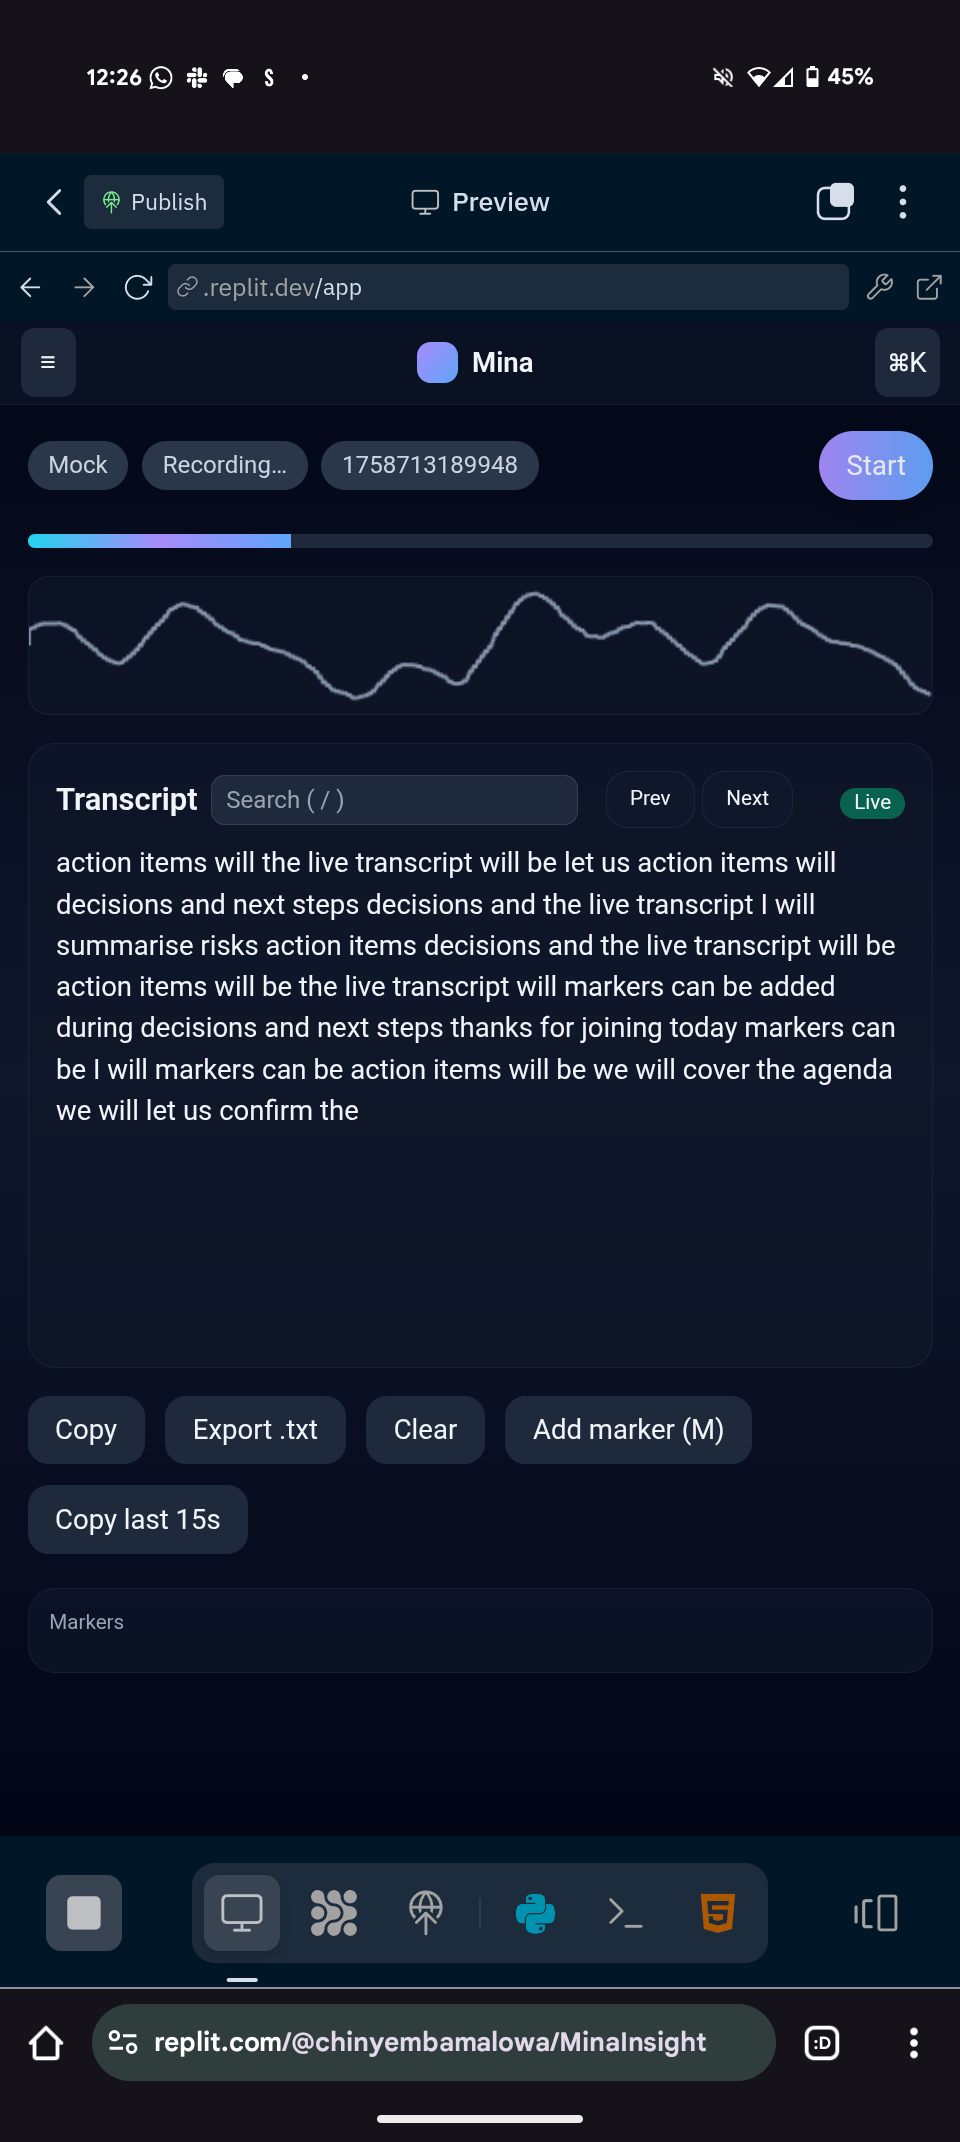 12:26
45%
Publish
Preview
.replit.dev/app
Mina
⌘K
Mock
Recording...
1758713189948
Start
Transcript
Search ( / )
Prev
Next
Live
action items will the live transcript will be let us action items will
decisions and next steps decisions and the live transcript I will
summarise risks action items decisions and the live transcript will be
action items will be the live transcript will markers can be added
during decisions and next steps thanks for joining today markers can
be I will markers can be action items will be we will cover the agenda
we will let us confirm the
Copy
Export .txt
Clear
Add marker (M)
Copy last 15s
Markers
replit.com/@chinyembamalowa/MinaInsight
:D